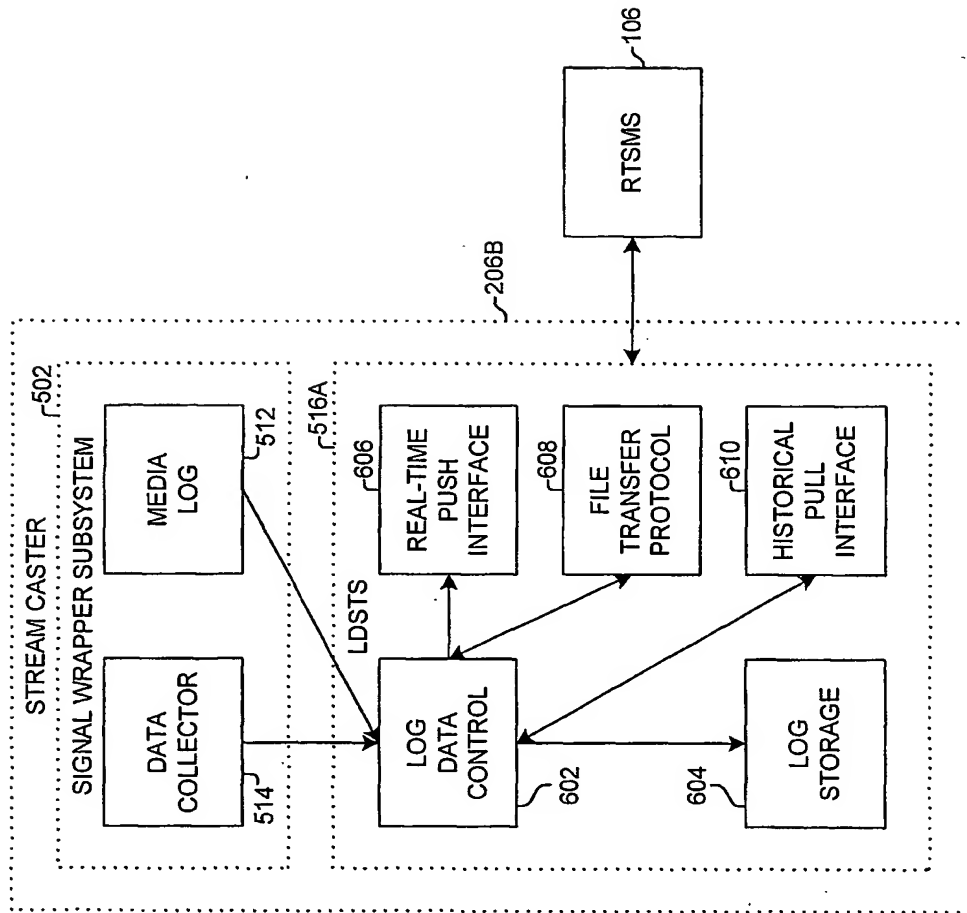 STREAM CASTER
206B
SIGNAL WRAPPER SUBSYSTEM
502
DATA
COLLECTOR
514
MEDIA
LOG
512
LDSTS
516A
LOG
DATA
CONTROL
602
REAL-TIME
PUSH
INTERFACE
606
FILE
TRANSFER
PROTOCOL
608
LOG
STORAGE
604
HISTORICAL
PULL
INTERFACE
610
RTSMS
106